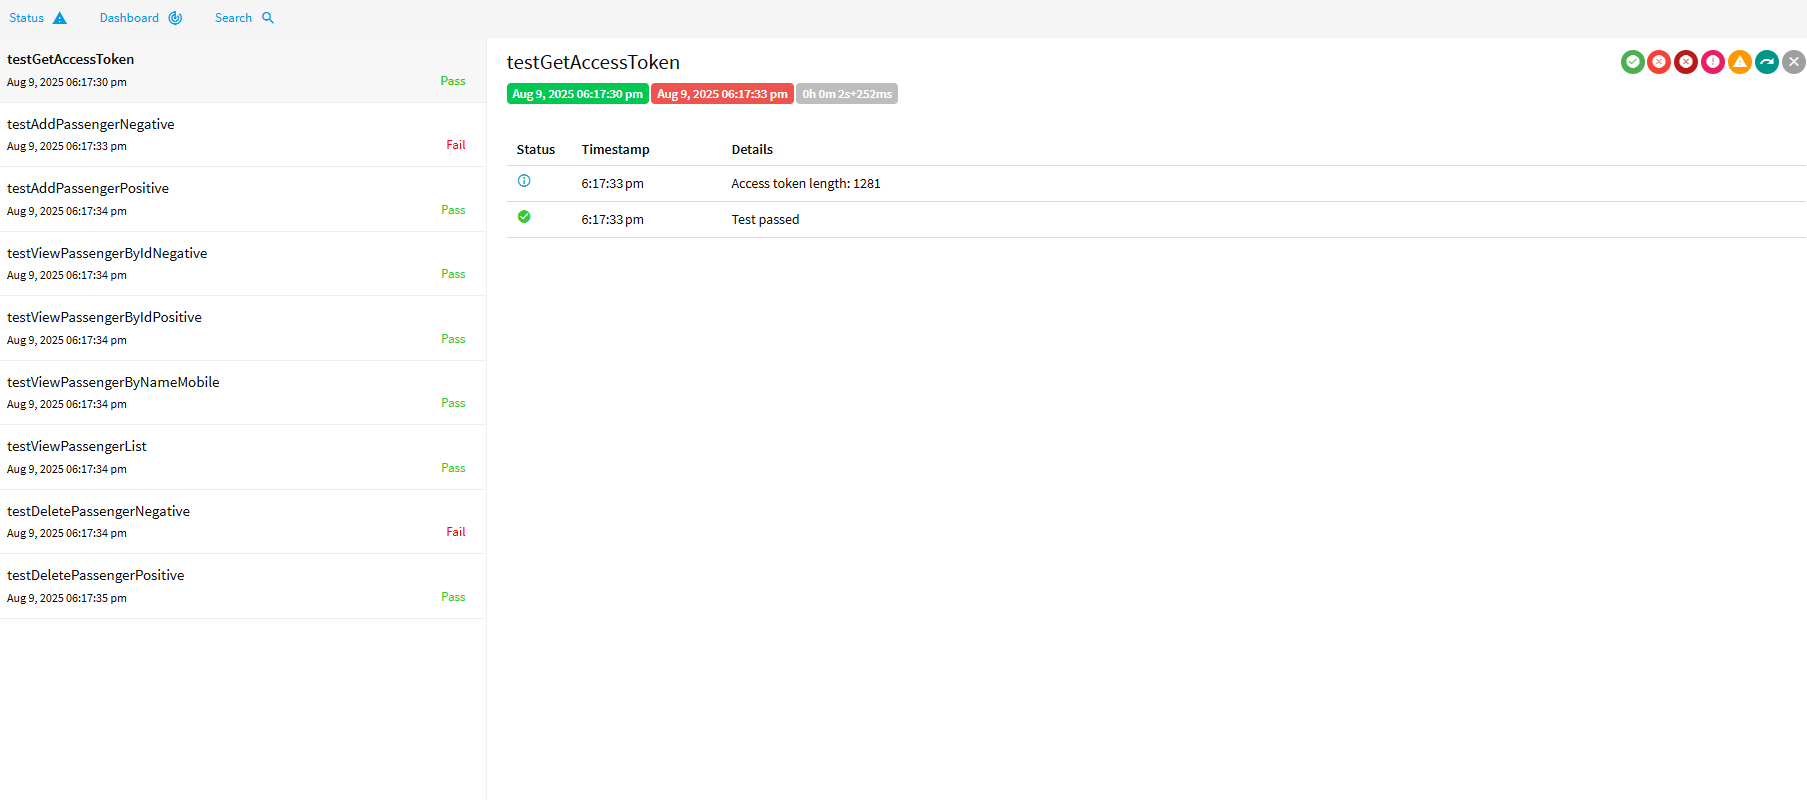 Status
Dashboard
Search
testGetAccessToken
Aug 9, 2025 06:17:30 pm
Pass
testAddPassengerNegative
Aug 9, 2025 06:17:33 pm
Fail
testAddPassengerPositive
Aug 9, 2025 06:17:34 pm
Pass
testViewPassengerByIdNegative
Aug 9, 2025 06:17:34 pm
Pass
testViewPassengerByIdPositive
Aug 9, 2025 06:17:34 pm
Pass
testViewPassengerByNameMobile
Aug 9, 2025 06:17:34 pm
Pass
testViewPassengerList
Aug 9, 2025 06:17:34 pm
Pass
testDeletePassengerNegative
Aug 9, 2025 06:17:34 pm
Fail
testDeletePassengerPositive
Aug 9, 2025 06:17:35 pm
Pass
testGetAccessToken
Aug 9, 2025 06:17:30 pm Aug 9, 2025 06:17:33 pm 0h 0m 2s+252ms
Status Timestamp Details
6:17:33 pm Access token length: 1281
6:17:33 pm Test passed